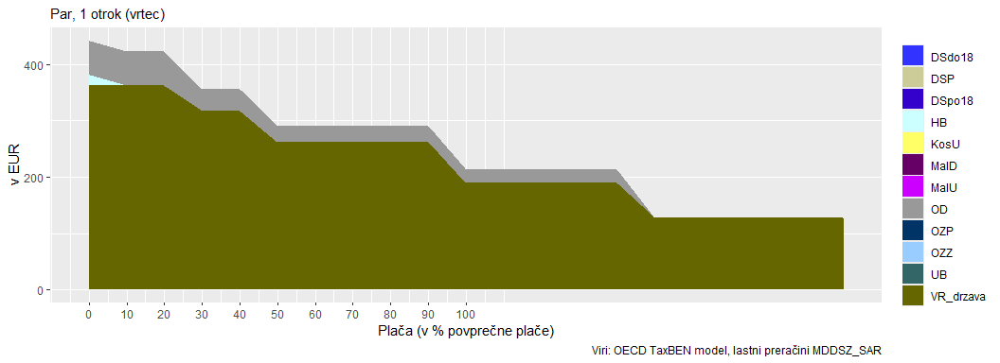 Par, 1 otrok (vrtec)
v EUR
400
200
0
0 10 20 30 40 50 60 70 80 90 100
Plača (v % povprečne plače)
Viri: OECD TaxBEN model, lastni preračini MDDSZ_SAR
DSdo18
DSP
DSpo18
HB
KosU
MalD
MalU
OD
OZP
OZZ
UB
VR_drzava